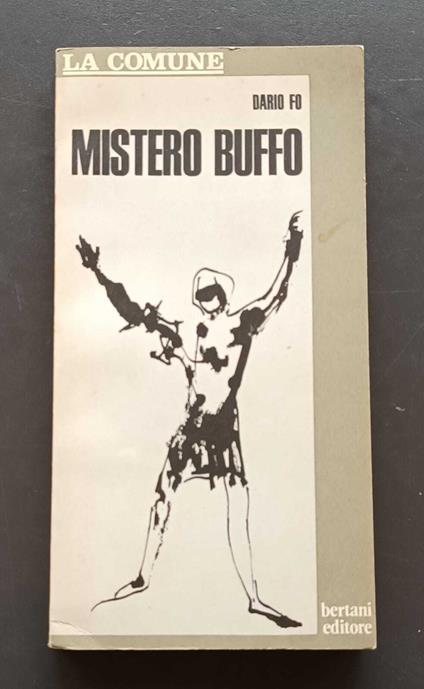 LA COMUNE
DARIO FO
MISTERO BUFFO
bertani
editore